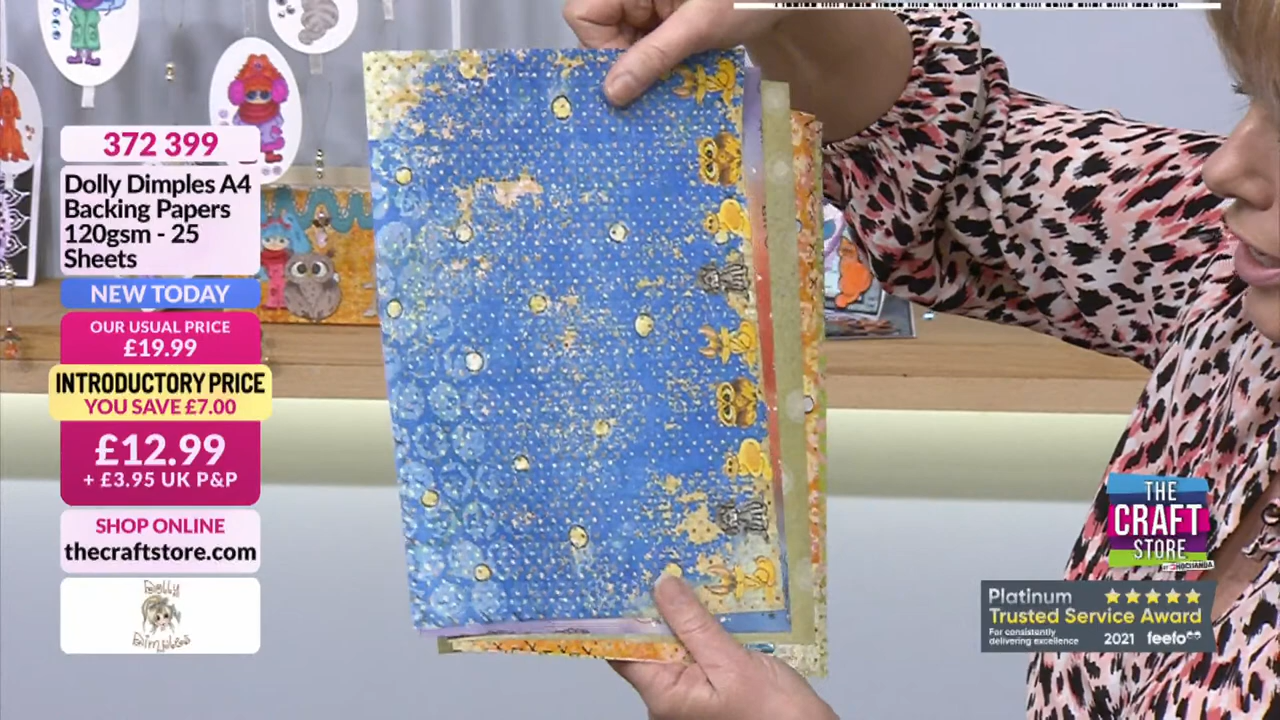 372 399
Dolly Dimples A4
Backing Papers
120gsm - 25
Sheets
NEW TODAY
OUR USUAL PRICE
£19.99
INTRODUCTORY PRICE
YOU SAVE £7.00
£12.99
+ £3.95 UK P&P
SHOP ONLINE
thecraftstore.com
Dolly
Dimples
THE
CRAFT
STORE
BY HOCHANDA
Platinum
Trusted Service Award
For consistently
delivering excellence
2021 feefo